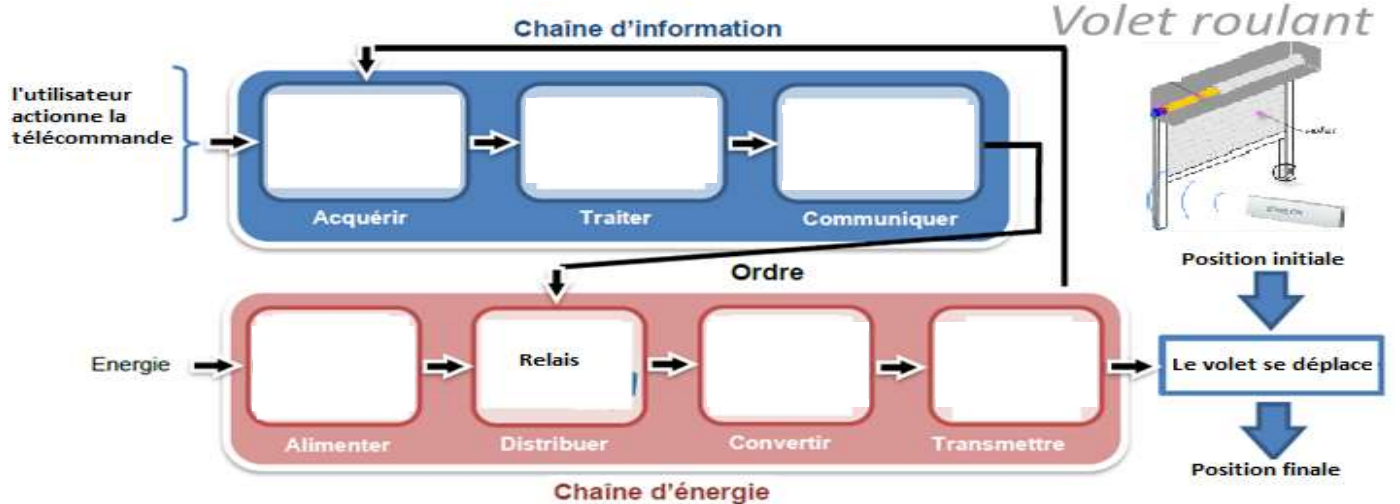 Volet roulant
Chaîne d'information
l'utilisateur
actionne la
télécommande
Acquérir
Traiter
Communiquer
Ordre
Position initiale
Energie
Relais
Le volet se déplace
Alimenter
Distribuer
Convertir
Transmettre
Position finale
Chaîne d'énergie